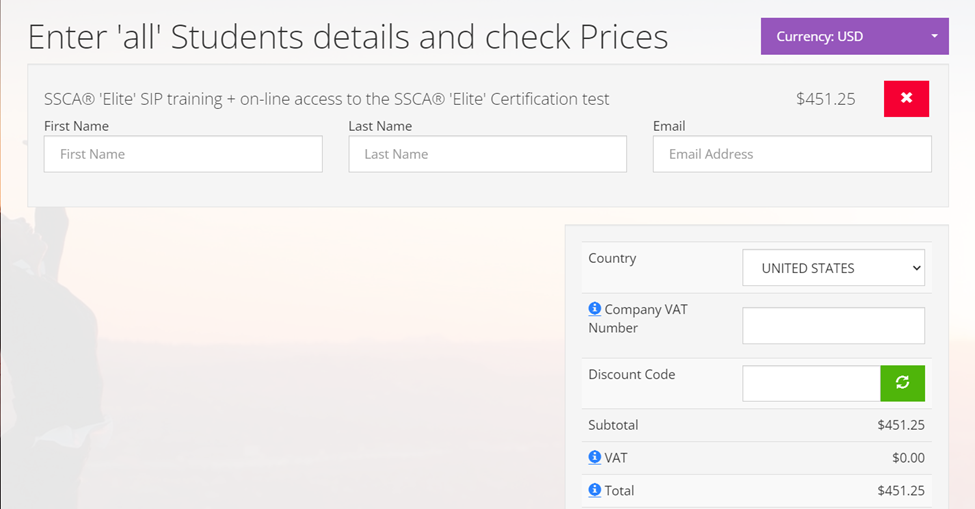 Enter 'all' Students details and check Prices
Currency: USD
SSCA® 'Elite' SIP training + on-line access to the SSCA® 'Elite' Certification test
$451.25
First Name
Last Name
Email
First Name
Last Name
Email Address
Country
UNITED STATES
Company VAT
Number
Discount Code
Subtotal
$451.25
VAT
$0.00
Total
$451.25